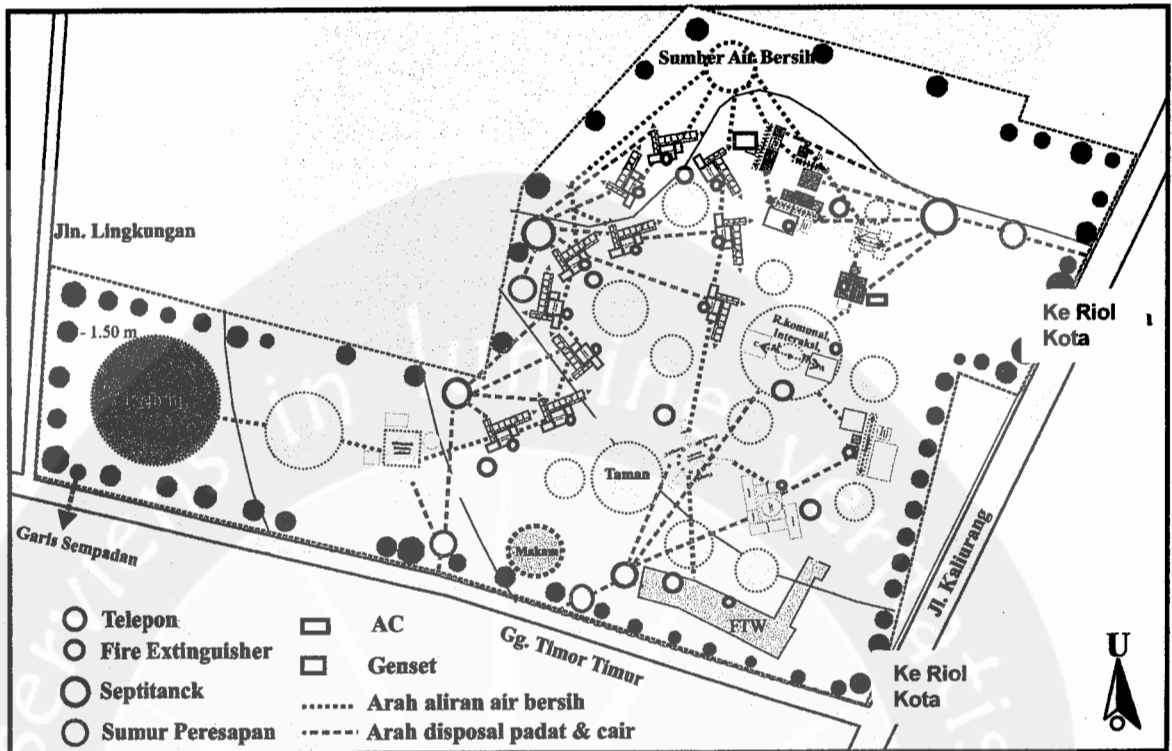 Sumber Air Bersih
Jln. Lingkungan
- 1.50 m
Ke Riol
Kota
R.komunal
Interaksi
Taman
Makam
Garis Sempadan
FTW
Jl. Kaliurang
Gg. Timor Timur
Ke Riol
Kota
U
Telepon
Fire Extinguisher
Septitanck
Sumur Peresapan
AC
Genset
Arah aliran air bersih
Arah disposal padat & cair